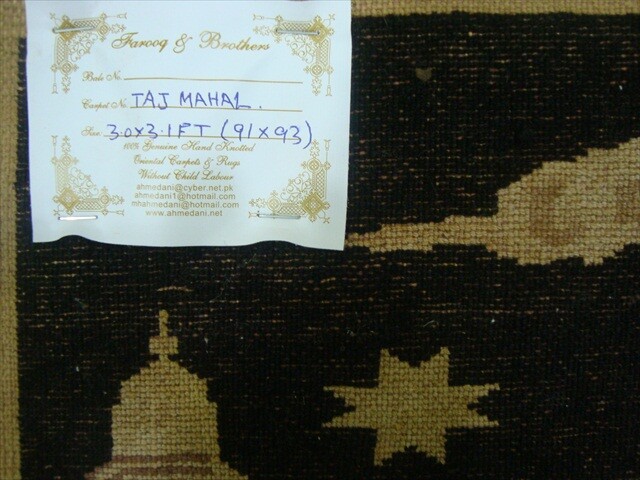 Farooq & Brothers
Bale No.
Carpet No. TAJ MAHAL.
Size: 3.0x3.1FT (91x93)
100% Genuine Hand Knotted
Oriental Carpets & Rugs
Without Child Labour
ahmedani@cyber.net.pk
ahmedani1@hotmail.com
mhahmedani@hotmail.com
www.ahmedani.net